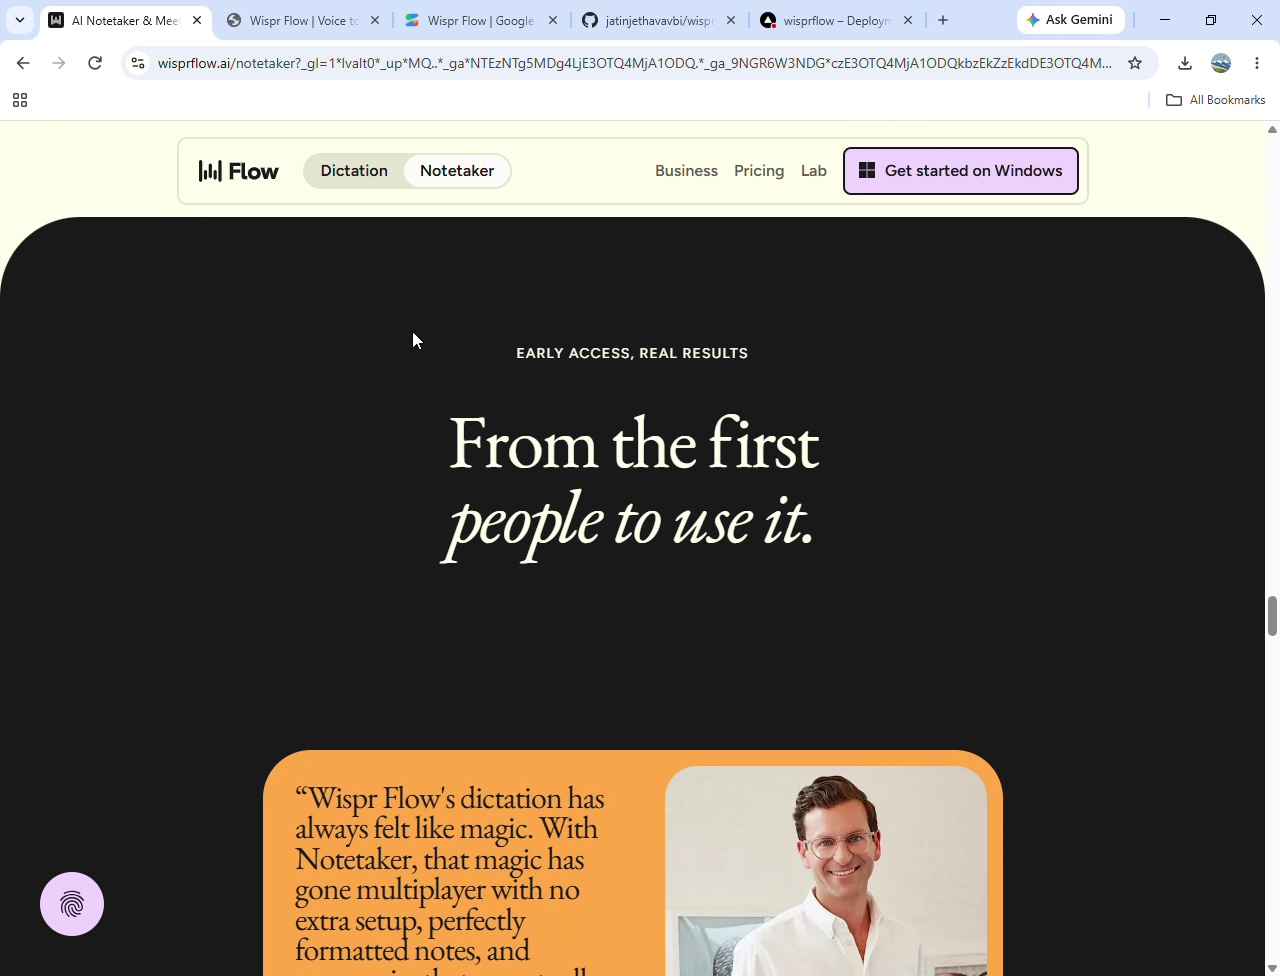 AI Notetaker & Mee
Wispr Flow | Voice to
Wispr Flow | Google
jatinjethavavbi/wispr
wisprflow – Deploym
Ask Gemini
wisprflow.ai/notetaker?_gl=1*lvalt0*_up*MQ..*_ga*NTEzNTg5MDg4LjE3OTQ4MjA1ODQ.*_ga_9NGR6W3NDG*czE3OTQ4MjA1ODQkbzEkZzEkdDE3OTQ4M...
All Bookmarks
Flow
Dictation
Notetaker
Business
Pricing
Lab
Get started on Windows
EARLY ACCESS, REAL RESULTS
From the first
people to use it.
“Wispr Flow's dictation has
always felt like magic. With
Notetaker, that magic has
gone multiplayer with no
extra setup, perfectly
formatted notes, and